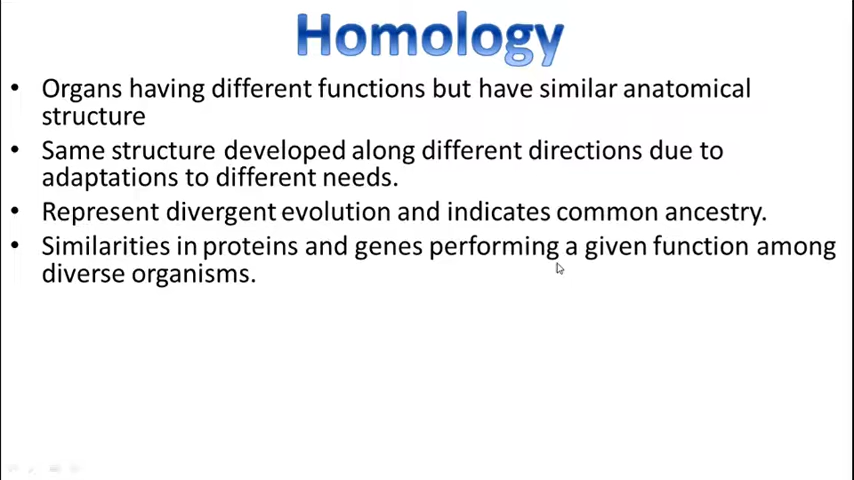 Homology
• Organs having different functions but have similar anatomical
structure
• Same structure developed along different directions due to
adaptations to different needs.
• Represent divergent evolution and indicates common ancestry.
• Similarities in proteins and genes performing a given function among
diverse organisms.